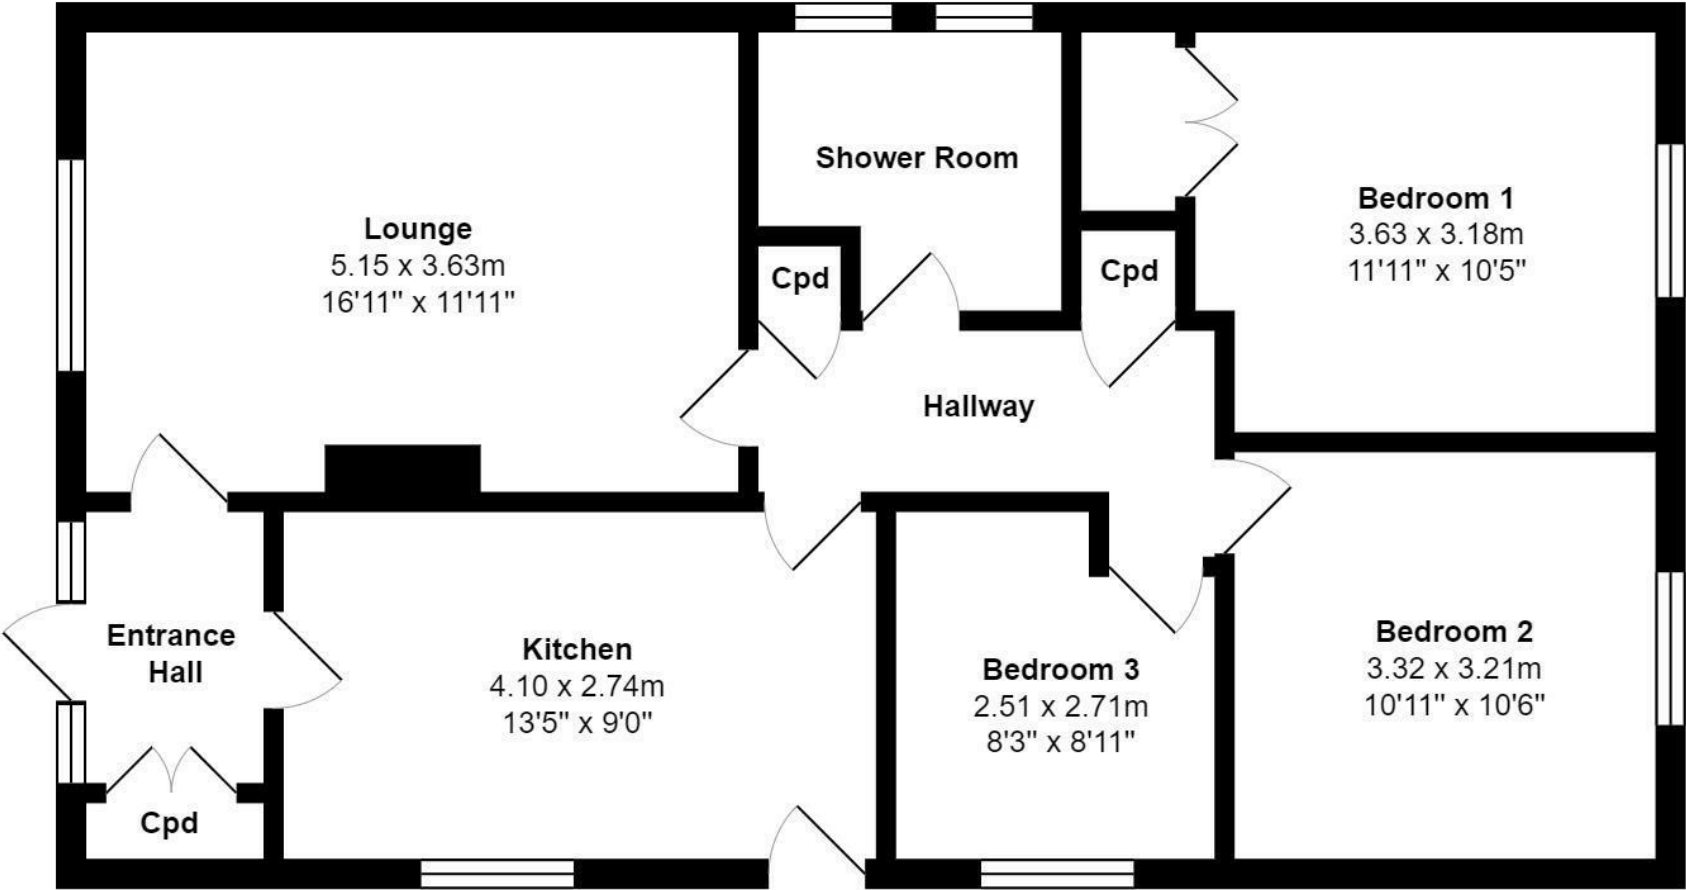 Lounge
5.15 x 3.63m
16'11" x 11'11"
Shower Room
Cpd
Cpd
Bedroom 1
3.63 x 3.18m
11'11" x 10'5"
Hallway
Entrance
Hall
Cpd
Kitchen
4.10 x 2.74m
13'5" x 9'0"
Bedroom 3
2.51 x 2.71m
8'3" x 8'11"
Bedroom 2
3.32 x 3.21m
10'11" x 10'6"